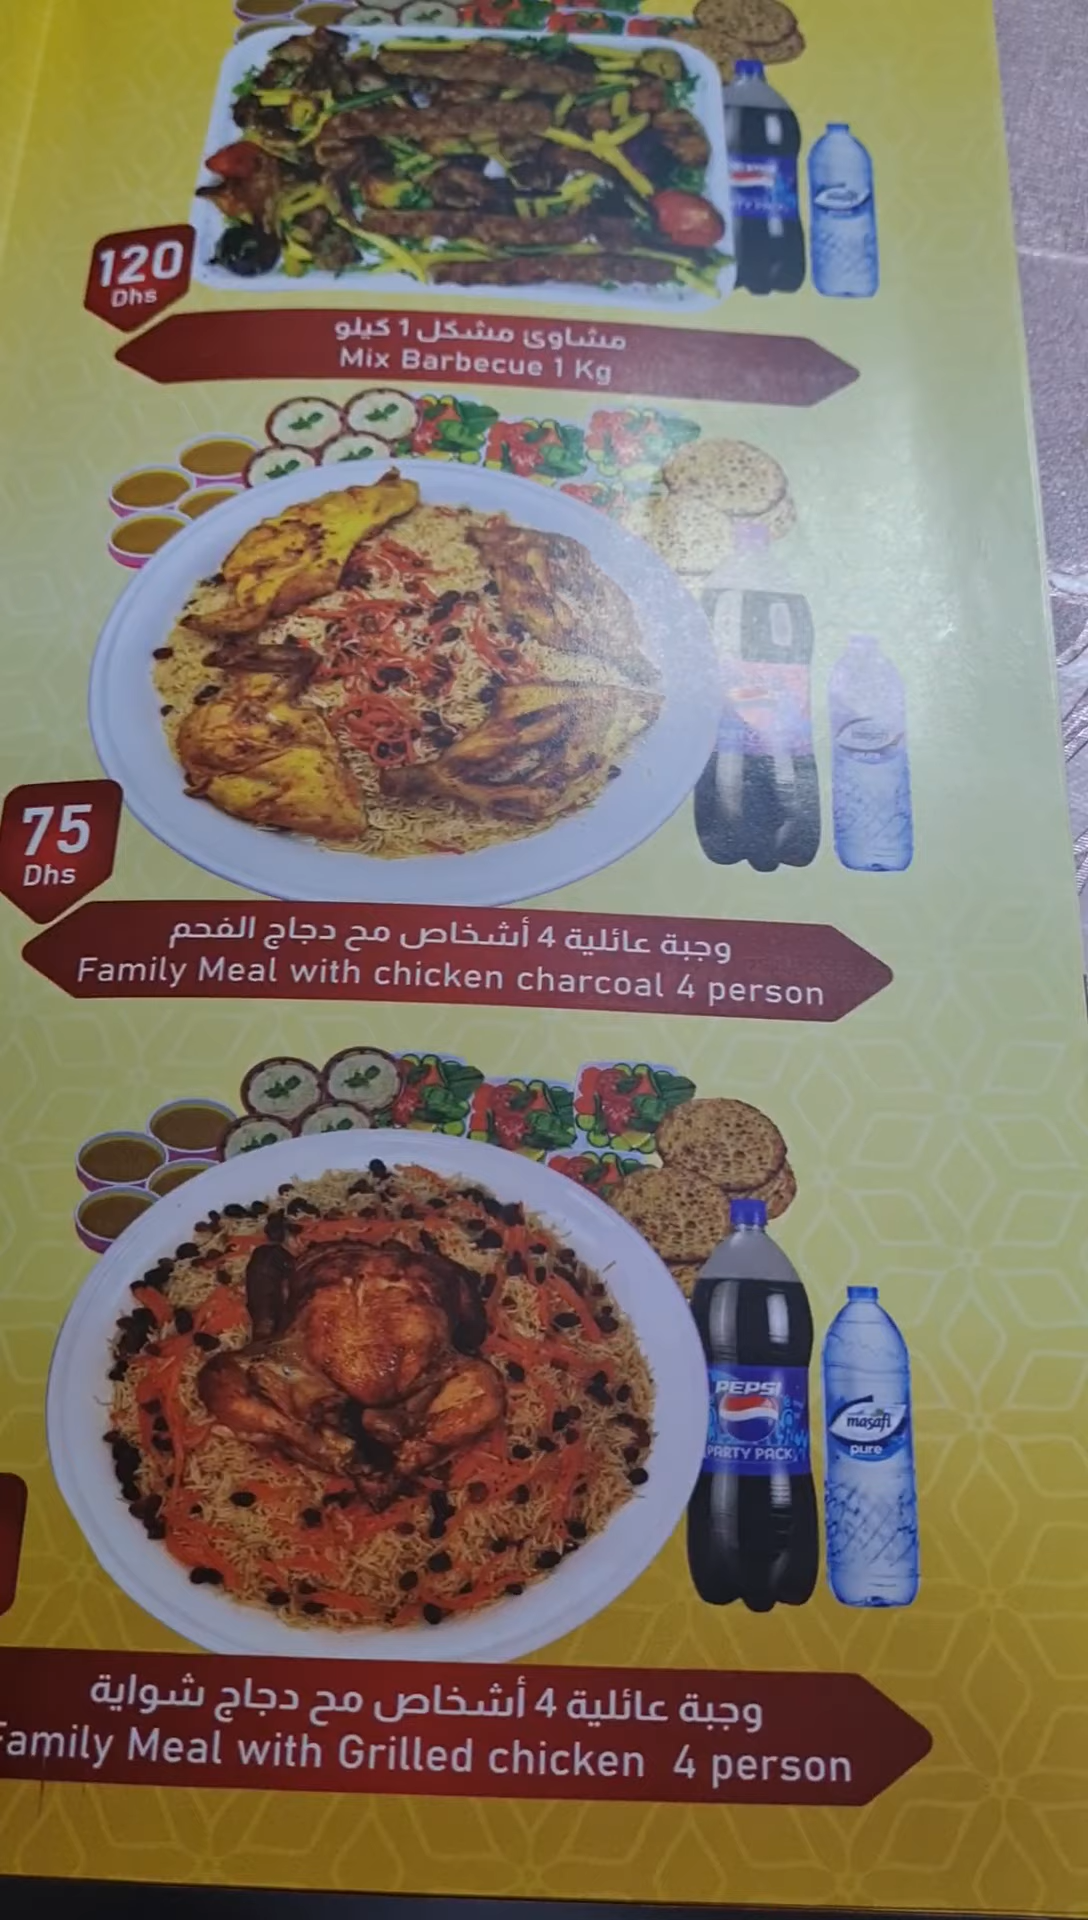 120
Dhs
مشاوي مشكل 1 كيلو
Mix Barbecue 1 Kg
75
Dhs
وجبة عائلية 4 أشخاص مح دجاج الفحم
Family Meal with chicken charcoal 4 person
PEPSI
PARTY PACK
masafi
pure
وجبة عائلية 4 أشخاص مح دجاج شواية
Family Meal with Grilled chicken 4 person